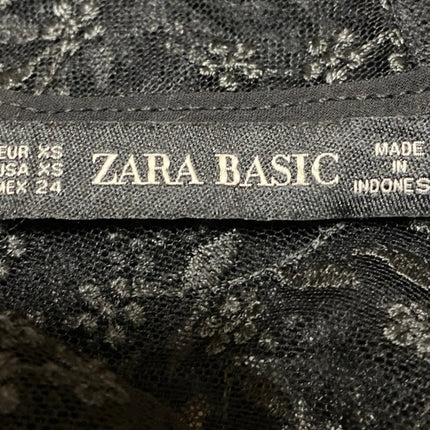 EUR XS
USA XS
MEX 24
ZARA BASIC
MADE
IN
INDONES